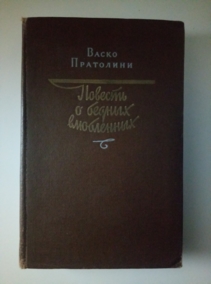 Васко
Пратолини
Повесть
о бедных
влюбленных